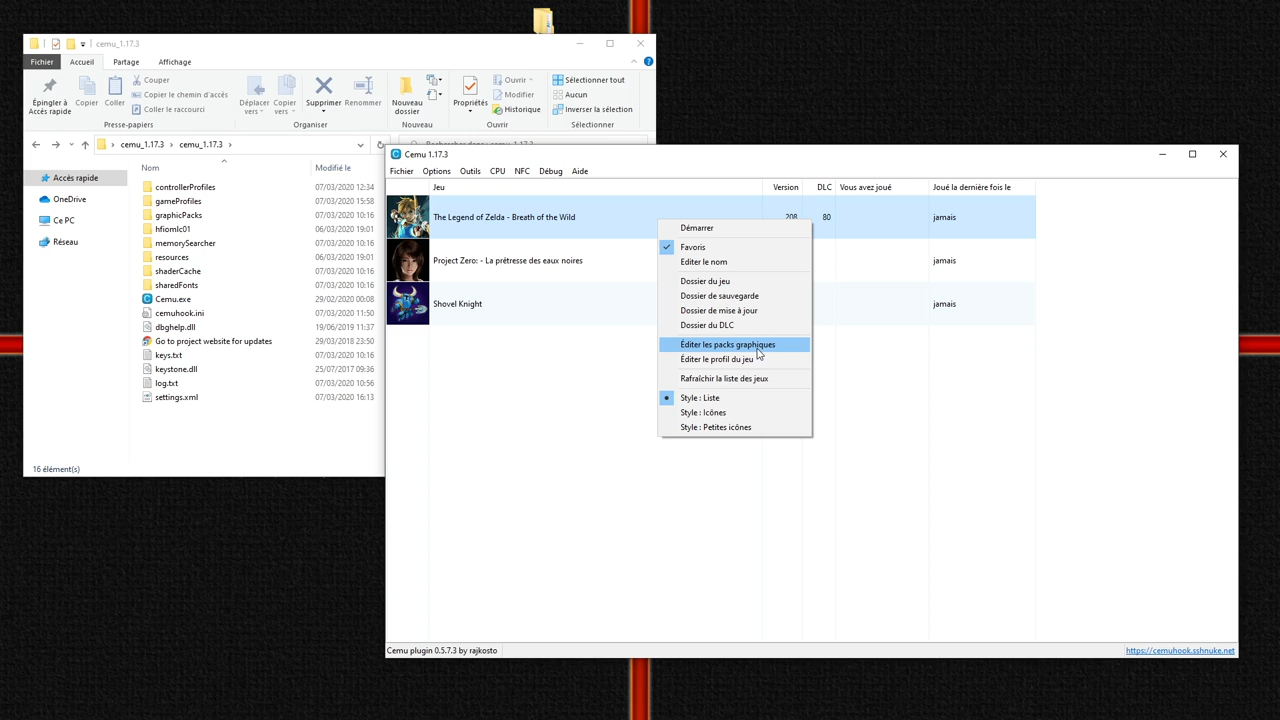 cemu_1.17.3
Fichier Accueil Partage Affichage
Épingler à Accès rapide
Copier
Coller
Couper
Copier le chemin d'accès
Coller le raccourci
Presse-papiers
Déplacer vers
Copier vers
Supprimer
Renommer
Organiser
Nouveau dossier
Nouveau
Propriétés
Ouvrir
Modifier
Historique
Ouvrir
Sélectionner tout
Aucun
Inverser la sélection
Sélectionner
cemu_1.17.3 > cemu_1.17.3 >
Accès rapide
OneDrive
Ce PC
Réseau
Nom Modifié le
controllerProfiles 07/03/2020 12:34
gameProfiles 07/03/2020 15:58
graphicPacks 07/03/2020 10:16
hfiomlc01 06/03/2020 19:01
memorySearcher 07/03/2020 10:16
resources 06/03/2020 19:01
shaderCache 07/03/2020 10:16
sharedFonts 07/03/2020 10:16
Cemu.exe 29/02/2020 00:08
cemuhook.ini 07/03/2020 11:50
dbghelp.dll 19/06/2019 11:37
Go to project website for updates 29/03/2018 06:41
keys.txt 07/03/2020 10:16
keystone.dll 25/07/2017 09:36
log.txt 07/03/2020 10:56
settings.xml 07/03/2020 16:13
16 élément(s)
Cemu 1.17.3
Fichier Options Outils CPU NFC Débug Aide
Jeu Version DLC Vous avez joué Joué la dernière fois le
The Legend of Zelda - Breath of the Wild 208 80 jamais
Project Zero: - La prêtresse des eaux noires jamais
Shovel Knight jamais
Démarrer
Favoris
Editer le nom
Dossier du jeu
Dossier de sauvegarde
Dossier de mise à jour
Dossier du DLC
Éditer les packs graphiques
Éditer le profil du jeu
Rafraîchir la liste des jeux
Style : Liste
Style : Icônes
Style : Petites icônes
Cemu plugin 0.5.7.3 by rajkosto
https://cemuhook.sshnuke.net